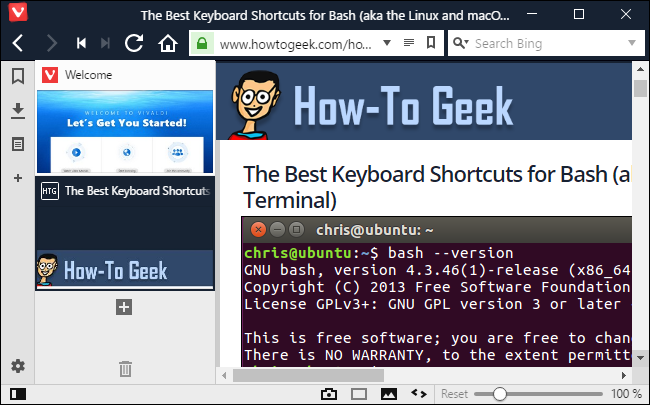 The Best Keyboard Shortcuts for Bash (aka the Linux and macO...
www.howtogeek.com/ho...
Search Bing
Welcome
WELCOME TO VIVALDI
Let's Get You Started!
HTG The Best Keyboard Shortcuts
How-To Geek
How-To Geek
The Best Keyboard Shortcuts for Bash (a
Terminal)
chris@ubuntu: ~
chris@ubuntu:~$ bash --version
GNU bash, version 4.3.46(1)-release (x86_64
Copyright (C) 2013 Free Software Foundation
License GPLv3+: GNU GPL version 3 or later
This is free software; you are free to chan
There is NO WARRANTY, to the extent permitt
Reset
100 %